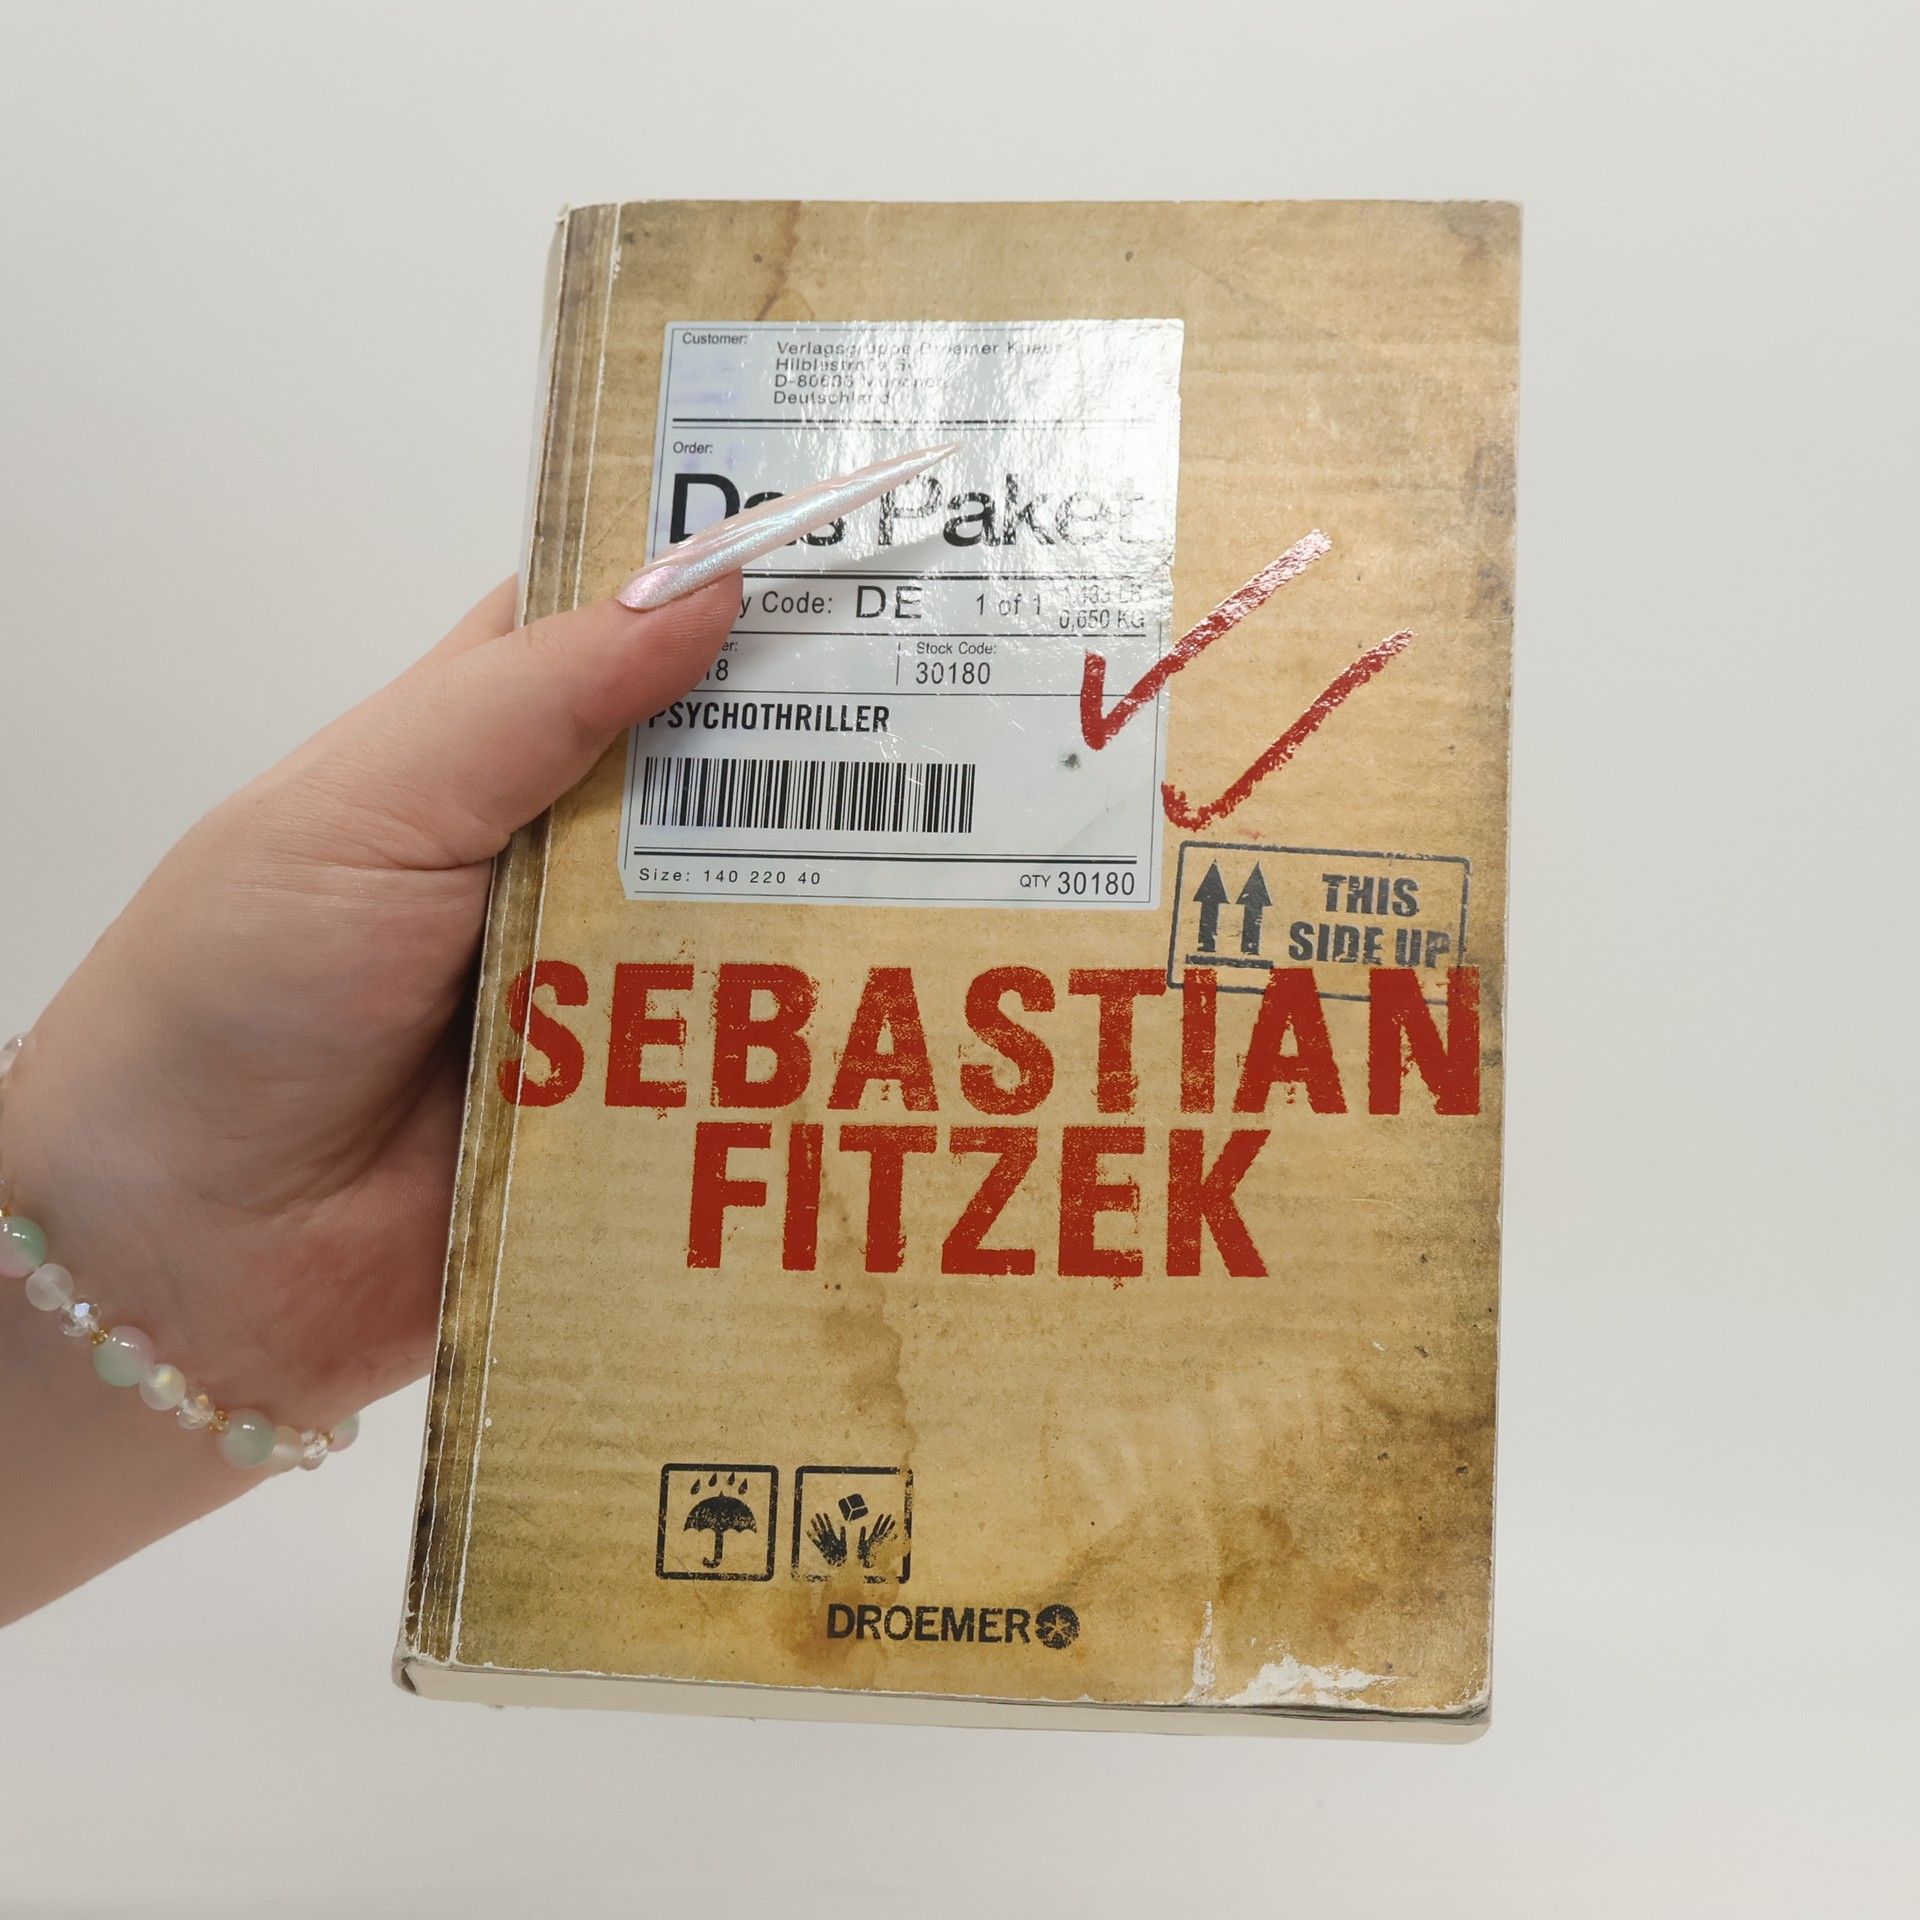 Customer:
Verlagsgruppe Droemer Knaur
D-80636 München
Deutschland
Order:
Das Paket
Code: DE 1 of 1
0,650 KG
Stock Code:
30180
PSYCHOTHRILLER
Size: 140 220 40
QTY 30180
THIS
SIDE UP
SEBASTIAN
FITZEK
DROEMER